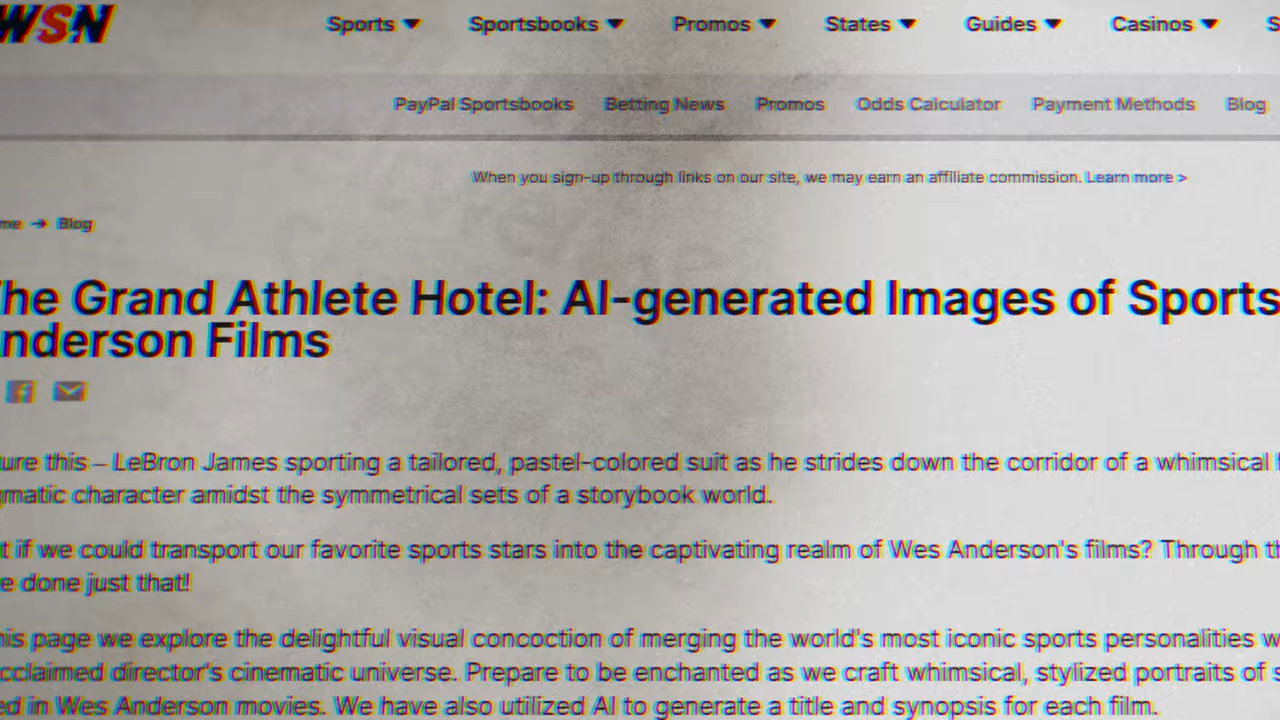 WSN
Sports Sportsbooks Promos States Guides Casinos S
PayPal Sportsbooks Betting News Promos Odds Calculator Payment Methods Blog
When you sign-up through links on our site, we may earn an affiliate commission. Learn more >
me → Blog
The Grand Athlete Hotel: AI-generated Images of Sports
nderson Films
ture this – LeBron James sporting a tailored, pastel-colored suit as he strides down the corridor of a whimsical
gmatic character amidst the symmetrical sets of a storybook world.
t if we could transport our favorite sports stars into the captivating realm of Wes Anderson's films? Through th
e done just that!
his page we explore the delightful visual concoction of merging the world's most iconic sports personalities w
cclaimed director's cinematic universe. Prepare to be enchanted as we craft whimsical, stylized portraits of s
ed in Wes Anderson movies. We have also utilized AI to generate a title and synopsis for each film.